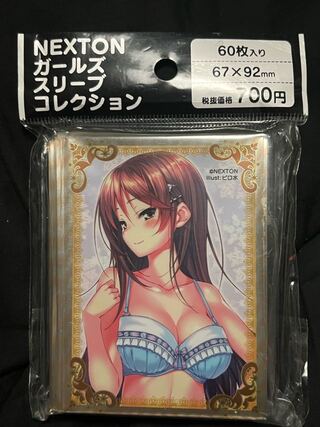 NEXTON
ガールズ
スリーブ
コレクション
60枚入り
67×92mm
税抜価格 700円
©NEXTON
Illust:ピロ水